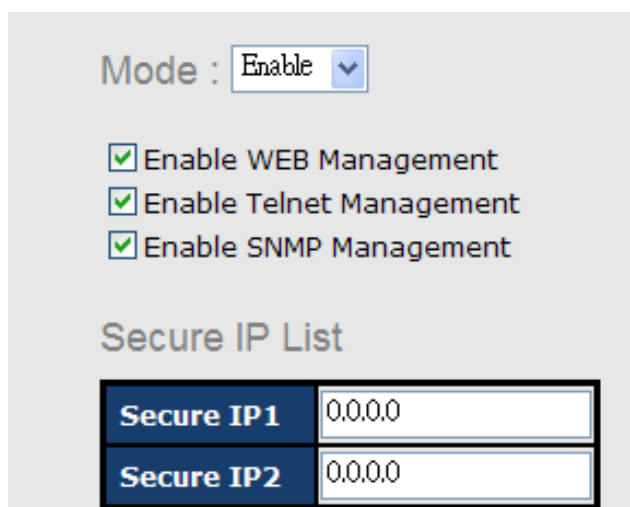 Mode : Enable
Enable WEB Management
Enable Telnet Management
Enable SNMP Management
Secure IP List
Secure IP1 0.0.0.0
Secure IP2 0.0.0.0